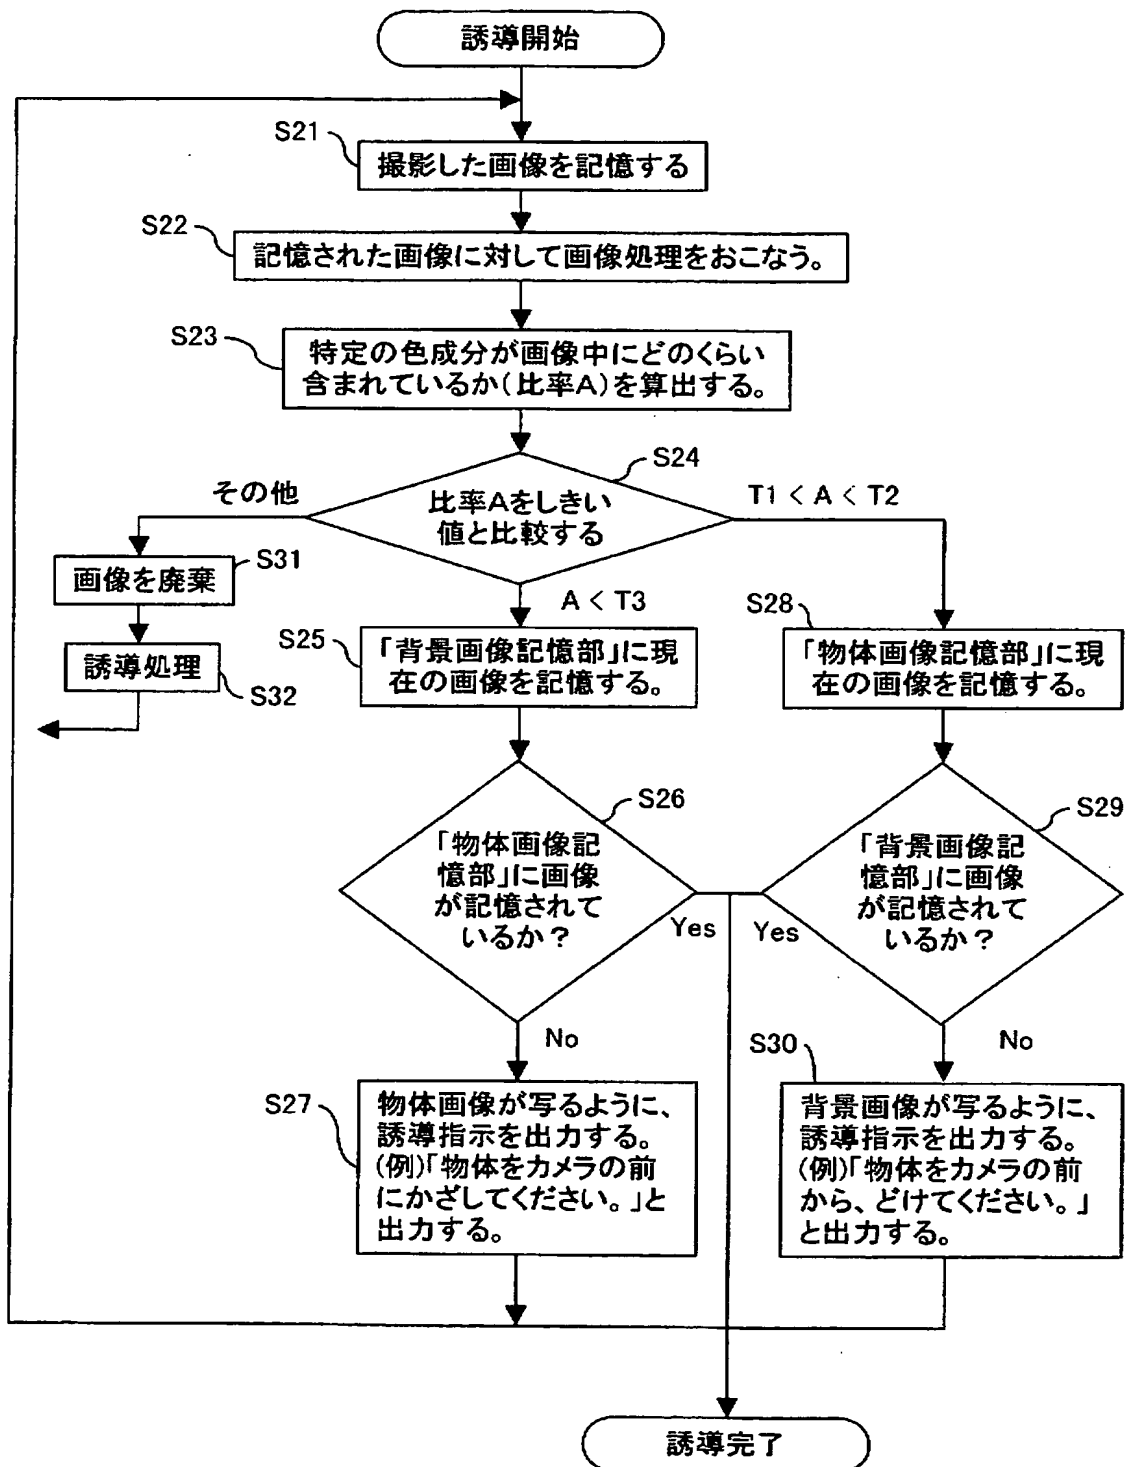 誘導開始
S21
撮影した画像を記憶する
S22
記憶された画像に対して画像処理をおこなう。
S23
特定の色成分が画像中にどのくらい
含まれているか(比率A)を算出する。
S24
比率Aをしきい
値と比較する
その他
T1 < A < T2
A < T3
S31
画像を廃棄
S32
誘導処理
S25
「背景画像記憶部」に現
在の画像を記憶する。
S28
「物体画像記憶部」に現
在の画像を記憶する。
S26
「物体画像記
憶部」に画像
が記憶されて
いるか?
Yes
No
S29
「背景画像記
憶部」に画像
が記憶されて
いるか?
Yes
No
S27
物体画像が写るように、
誘導指示を出力する。
(例)「物体をカメラの前
にかざしてください。」と
出力する。
S30
背景画像が写るように、
誘導指示を出力する。
(例)「物体をカメラの前
から、どけてください。」
と出力する。
誘導完了